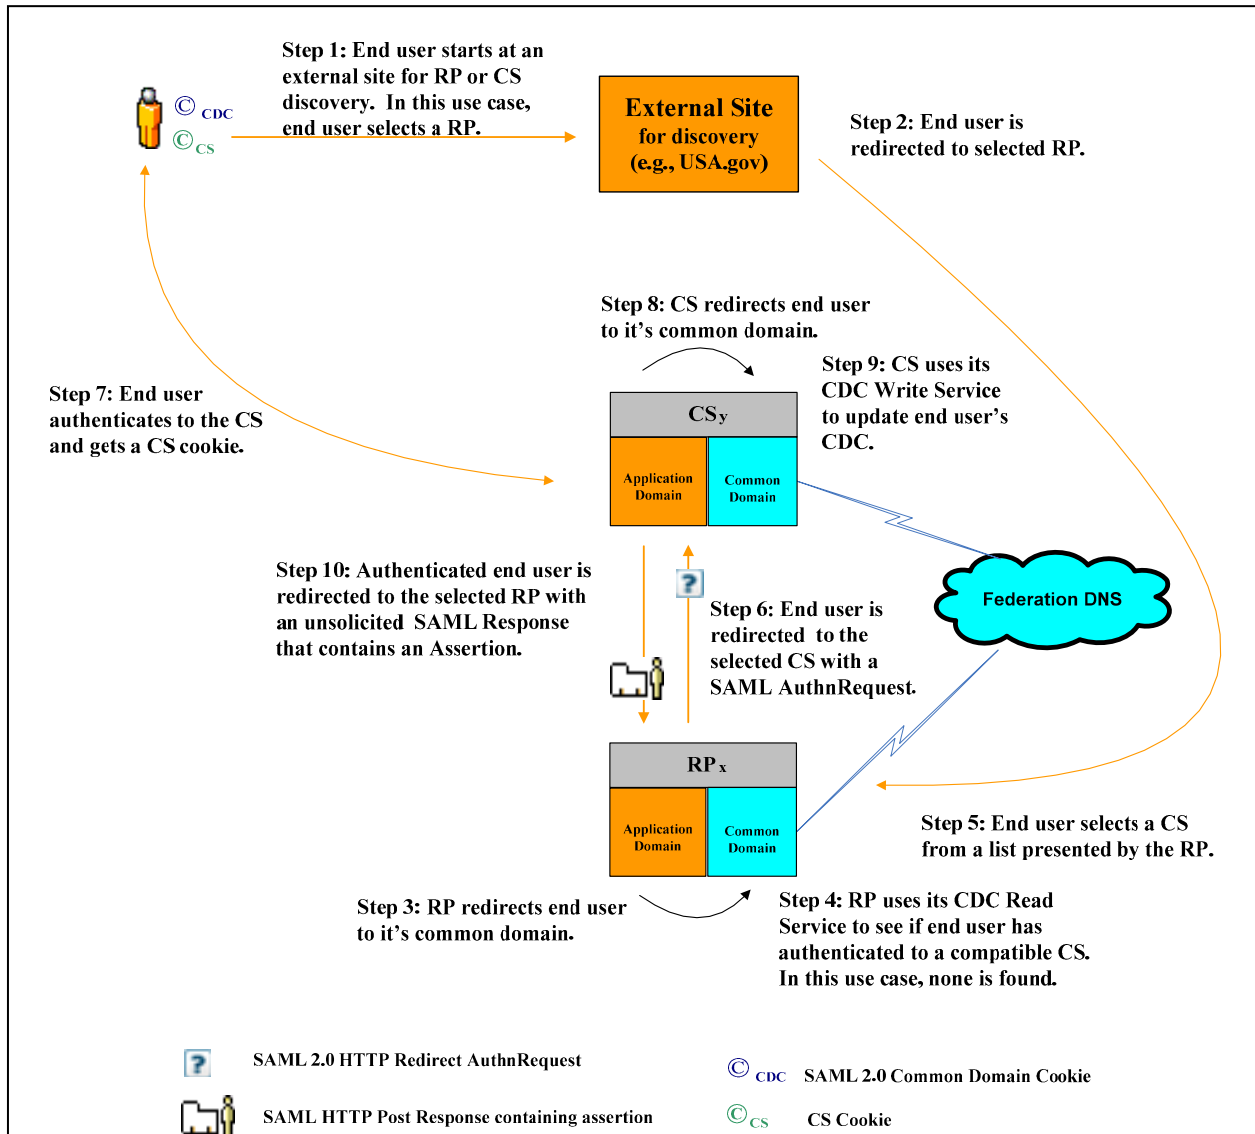 Step 1: End user starts at an
external site for RP or CS
discovery. In this use case,
end user selects a RP.
© CDC
© CS
External Site
for discovery
(e.g., USA.gov)
Step 2: End user is
redirected to selected RP.
Step 8: CS redirects end user
to it's common domain.
Step 9: CS uses its
CDC Write Service
to update end user's
CDC.
Step 7: End user
authenticates to the CS
and gets a CS cookie.
CSy
Application
Domain
Common
Domain
Step 10: Authenticated end user is
redirected to the selected RP with
an unsolicited SAML Response
that contains an Assertion.
?
Step 6: End user is
redirected to the
selected CS with a
SAML AuthnRequest.
Federation DNS
RPx
Application
Domain
Common
Domain
Step 5: End user selects a CS
from a list presented by the RP.
Step 3: RP redirects end user
to it's common domain.
Step 4: RP uses its CDC Read
Service to see if end user has
authenticated to a compatible CS.
In this use case, none is found.
? SAML 2.0 HTTP Redirect AuthnRequest
© CDC SAML 2.0 Common Domain Cookie
SAML HTTP Post Response containing assertion
© CS CS Cookie